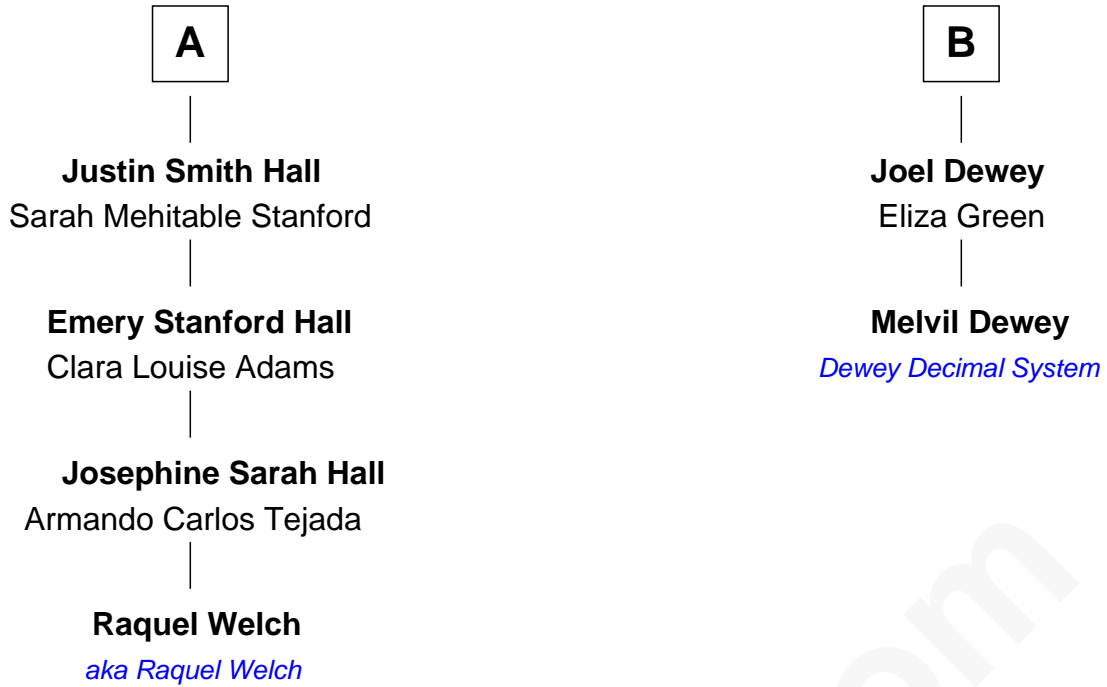 A
Justin Smith Hall
Sarah Mehitable Stanford
Emery Stanford Hall
Clara Louise Adams
Josephine Sarah Hall
Armando Carlos Tejada
Raquel Welch
aka Raquel Welch
B
Joel Dewey
Eliza Green
Melvil Dewey
Dewey Decimal System
om